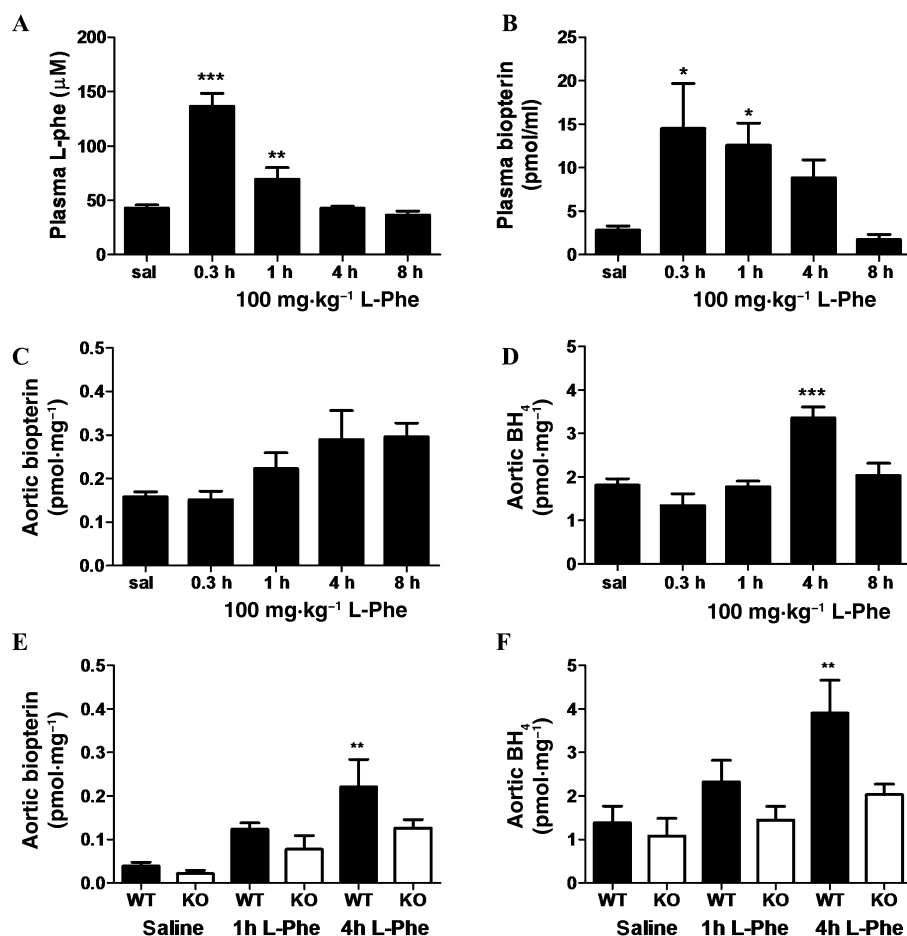 A
Plasma L-phe (μM)
200
150
100
50
0
***
**
sal 0.3 h 1 h 4 h 8 h
100 mg·kg⁻¹ L-Phe
B
Plasma biopterin
(pmol/ml)
25
20
15
10
5
0
*
*
sal 0.3 h 1 h 4 h 8 h
100 mg·kg⁻¹ L-Phe
C
Aortic biopterin
(pmol·mg⁻¹)
0.5
0.4
0.3
0.2
0.1
0.0
sal 0.3 h 1 h 4 h 8 h
100 mg·kg⁻¹ L-Phe
D
Aortic BH₄
(pmol·mg⁻¹)
5
4
3
2
1
0
***
sal 0.3 h 1 h 4 h 8 h
100 mg·kg⁻¹ L-Phe
E
Aortic biopterin
(pmol·mg⁻¹)
0.5
0.4
0.3
0.2
0.1
0.0
**
WT KO WT KO WT KO
Saline 1h L-Phe 4h L-Phe
F
Aortic BH₄
(pmol·mg⁻¹)
5
4
3
2
1
0
**
WT KO WT KO WT KO
Saline 1h L-Phe 4h L-Phe